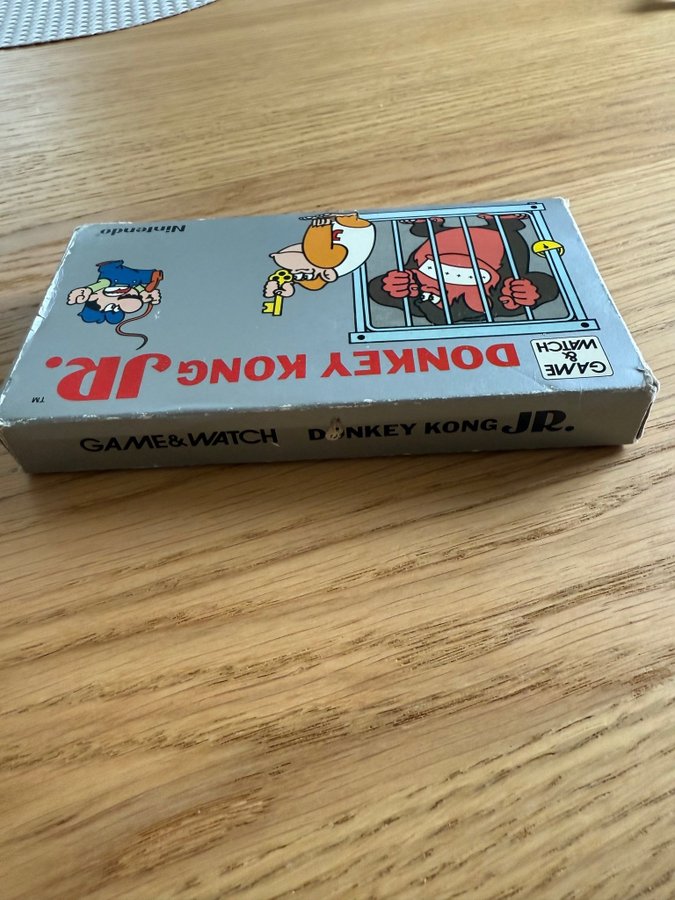 GAME
&
WATCH
DONKEY KONG JR.
TM
Nintendo
GAME&WATCH DONKEY KONG JR.